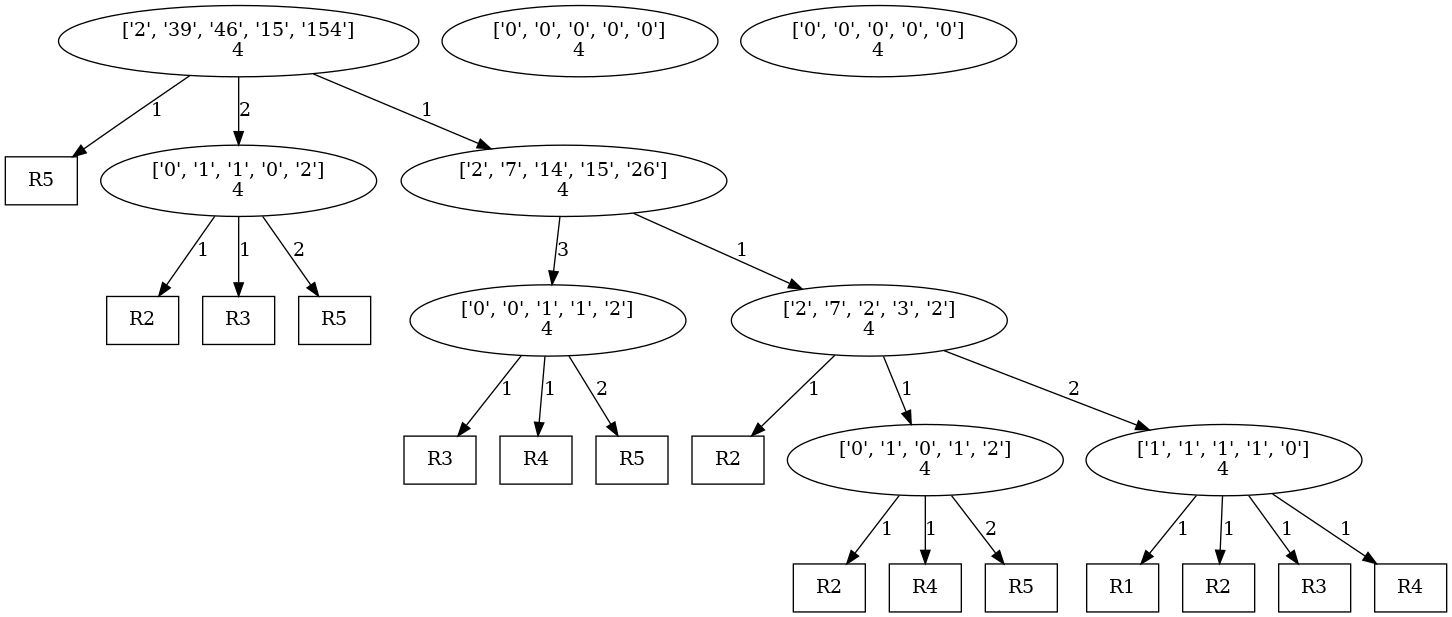 ['2', '39', '46', '15', '154']
4
['0', '0', '0', '0', '0']
4
['0', '0', '0', '0', '0']
4
1
2
1
R5
['0', '1', '1', '0', '2']
4
['2', '7', '14', '15', '26']
4
1
1
2
3
1
R2
R3
R5
['0', '0', '1', '1', '2']
4
['2', '7', '2', '3', '2']
4
1
1
2
1
1
2
R3
R4
R5
R2
['0', '1', '0', '1', '2']
4
['1', '1', '1', '1', '0']
4
1
1
2
1
1
1
1
R2
R4
R5
R1
R2
R3
R4